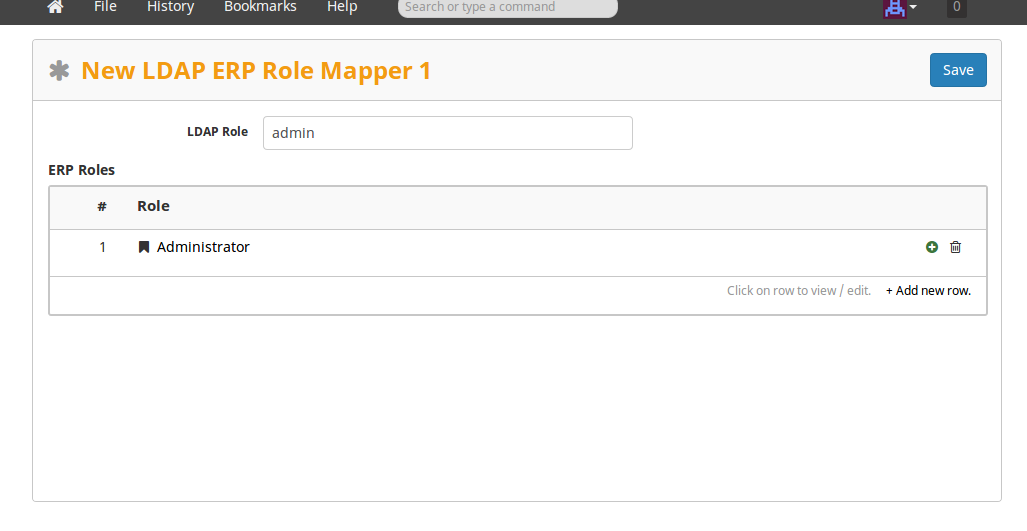 File History Bookmarks Help Search or type a command 0
New LDAP ERP Role Mapper 1 Save
LDAP Role admin
ERP Roles
# Role
1 Administrator
Click on row to view / edit. + Add new row.